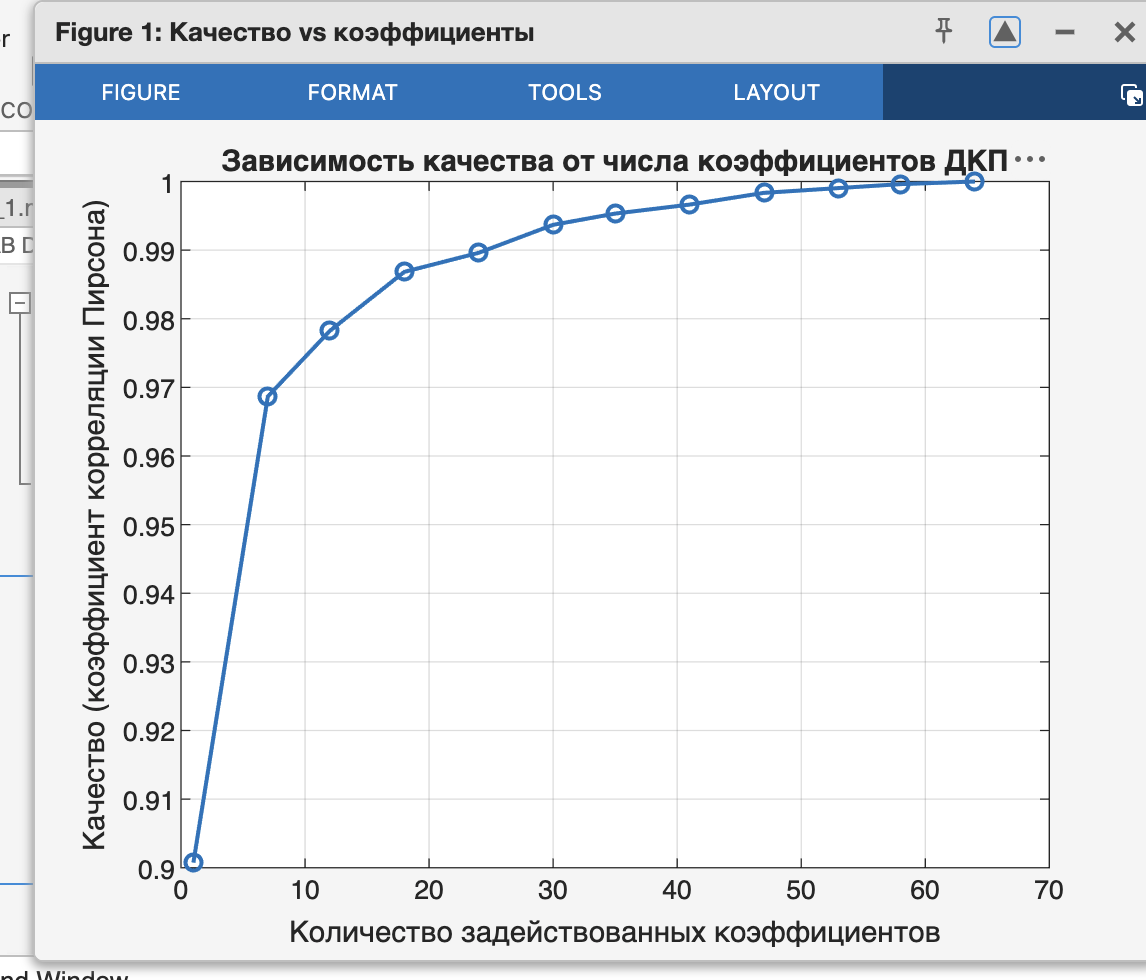 Figure 1: Качество vs коэффициенты
FIGURE FORMAT TOOLS LAYOUT
Зависимость качества от числа коэффициентов ДКП
Качество (коэффициент корреляции Пирсона)
1
0.99
0.98
0.97
0.96
0.95
0.94
0.93
0.92
0.91
0.9
0 10 20 30 40 50 60 70
Количество задействованных коэффициентов
Window